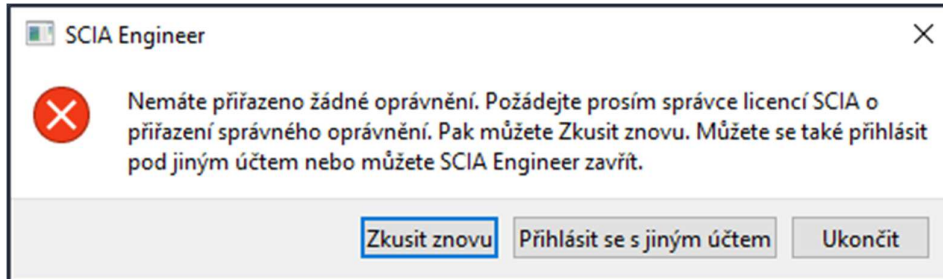 SCIA Engineer
Nemáte přiřazeno žádné oprávnění. Požádejte prosím správce licencí SCIA o
přiřazení správného oprávnění. Pak můžete Zkusit znovu. Můžete se také přihlásit
pod jiným účtem nebo můžete SCIA Engineer zavřít.
Zkusit znovu Přihlásit se s jiným účtem Ukončit